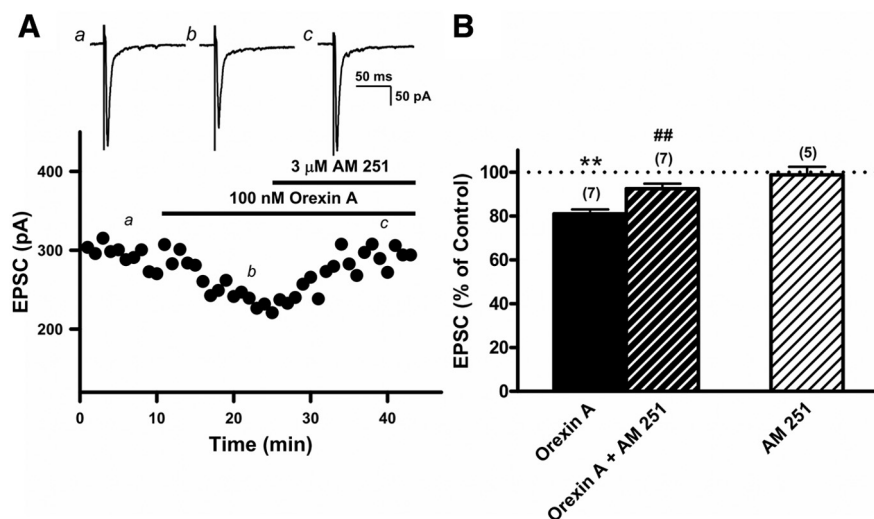 A
a
b
c
50 ms
50 pA
EPSC (pA)
400
300
200
3 μM AM 251
100 nM Orexin A
a
b
c
0
10
20
30
40
Time (min)
B
EPSC (% of Control)
100
80
60
40
20
0
**
(7)
##
(7)
(5)
Orexin A
Orexin A + AM 251
AM 251